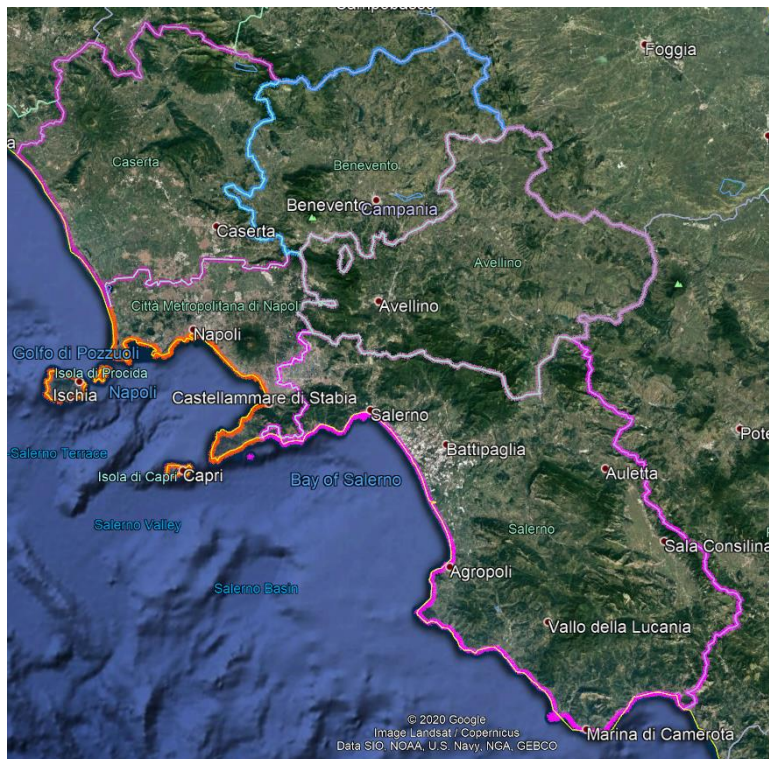 Campobasso
Foggia
Caserta
Benevento
Benevento
Campania
Caserta
Avellino
Città Metropolitana di Napol
Avellino
Napoli
Golfo di Pozzuoli
Isola di Procida
Ischia
Napoli
Castellammare di Stabia
Salerno
Pote
Battipaglia
Salerno Terrace
Isola di Capri
Capri
Bay of Salerno
Auletta
Salerno Valley
Salerno
Sala Consilina
Agropoli
Salerno Basin
Vallo della Lucania
© 2020 Google
Image Landsat / Copernicus
Data SIO, NOAA, U.S. Navy, NGA, GEBCO
Marina di Camerota